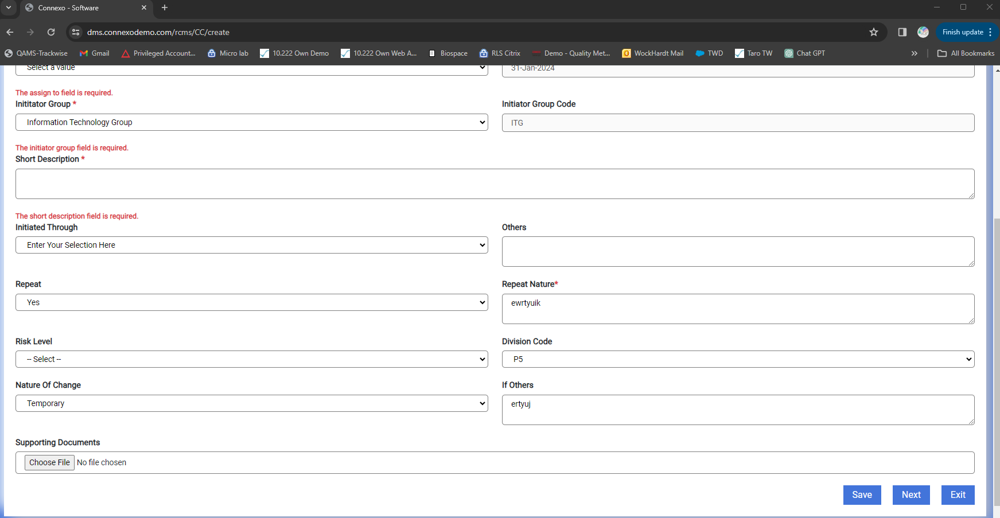 Connexo - Software
dms.connexodemo.com/rcms/CC/create
Finish update
QAMS-Trackwise Gmail Privileged Account... Micro lab 10.222 Own Demo 10.222 Own Web A... Biospace RLS Citrix Demo - Quality Met... WockHardt Mail TWD Taro TW Chat GPT » All Bookmarks
Select a value 31-Jan-2024
The assign to field is required.
Inititator Group * Initiator Group Code
Information Technology Group ITG
The initiator group field is required.
Short Description *
The short description field is required.
Initiated Through Others
Enter Your Selection Here
Repeat Repeat Nature*
Yes ewrtyuik
Risk Level Division Code
-- Select -- P5
Nature Of Change If Others
Temporary ertyuj
Supporting Documents
Choose File No file chosen
Save Next Exit